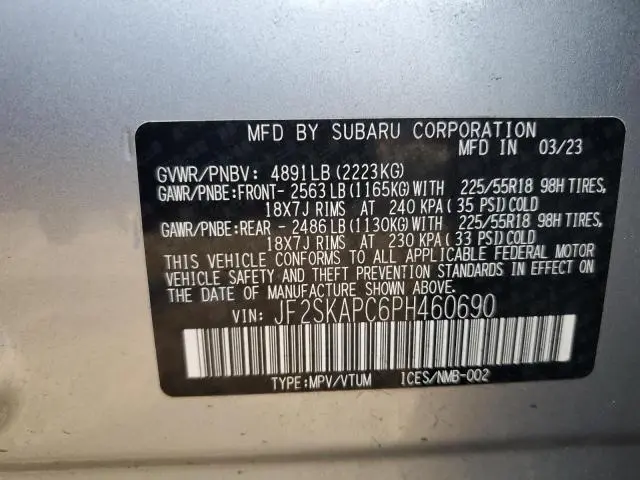 MFD BY SUBARU CORPORATION
MFD IN 03/23
GVWR/PNBV: 4891LB(2223KG)
GAWR/PNBE:FRONT- 2563LB(1165KG)WITH 225/55R18 98H TIRES,
18X7J RIMS AT 240 KPA(35 PSI)COLD
GAWR/PNBE:REAR - 2486LB(1130KG)WITH 225/55R18 98H TIRES,
18X7J RIMS AT 230 KPA(33 PSI)COLD
THIS VEHICLE CONFORMS TO ALL APPLICABLE FEDERAL MOTOR
VEHICLE SAFETY AND THEFT PREVENTION STANDARDS IN EFFECT ON
THE DATE OF MANUFACTURE SHOWN ABOVE.
VIN: JF2SKAPC6PH460690
TYPE:MPV/VTUM ICES/NMB-002